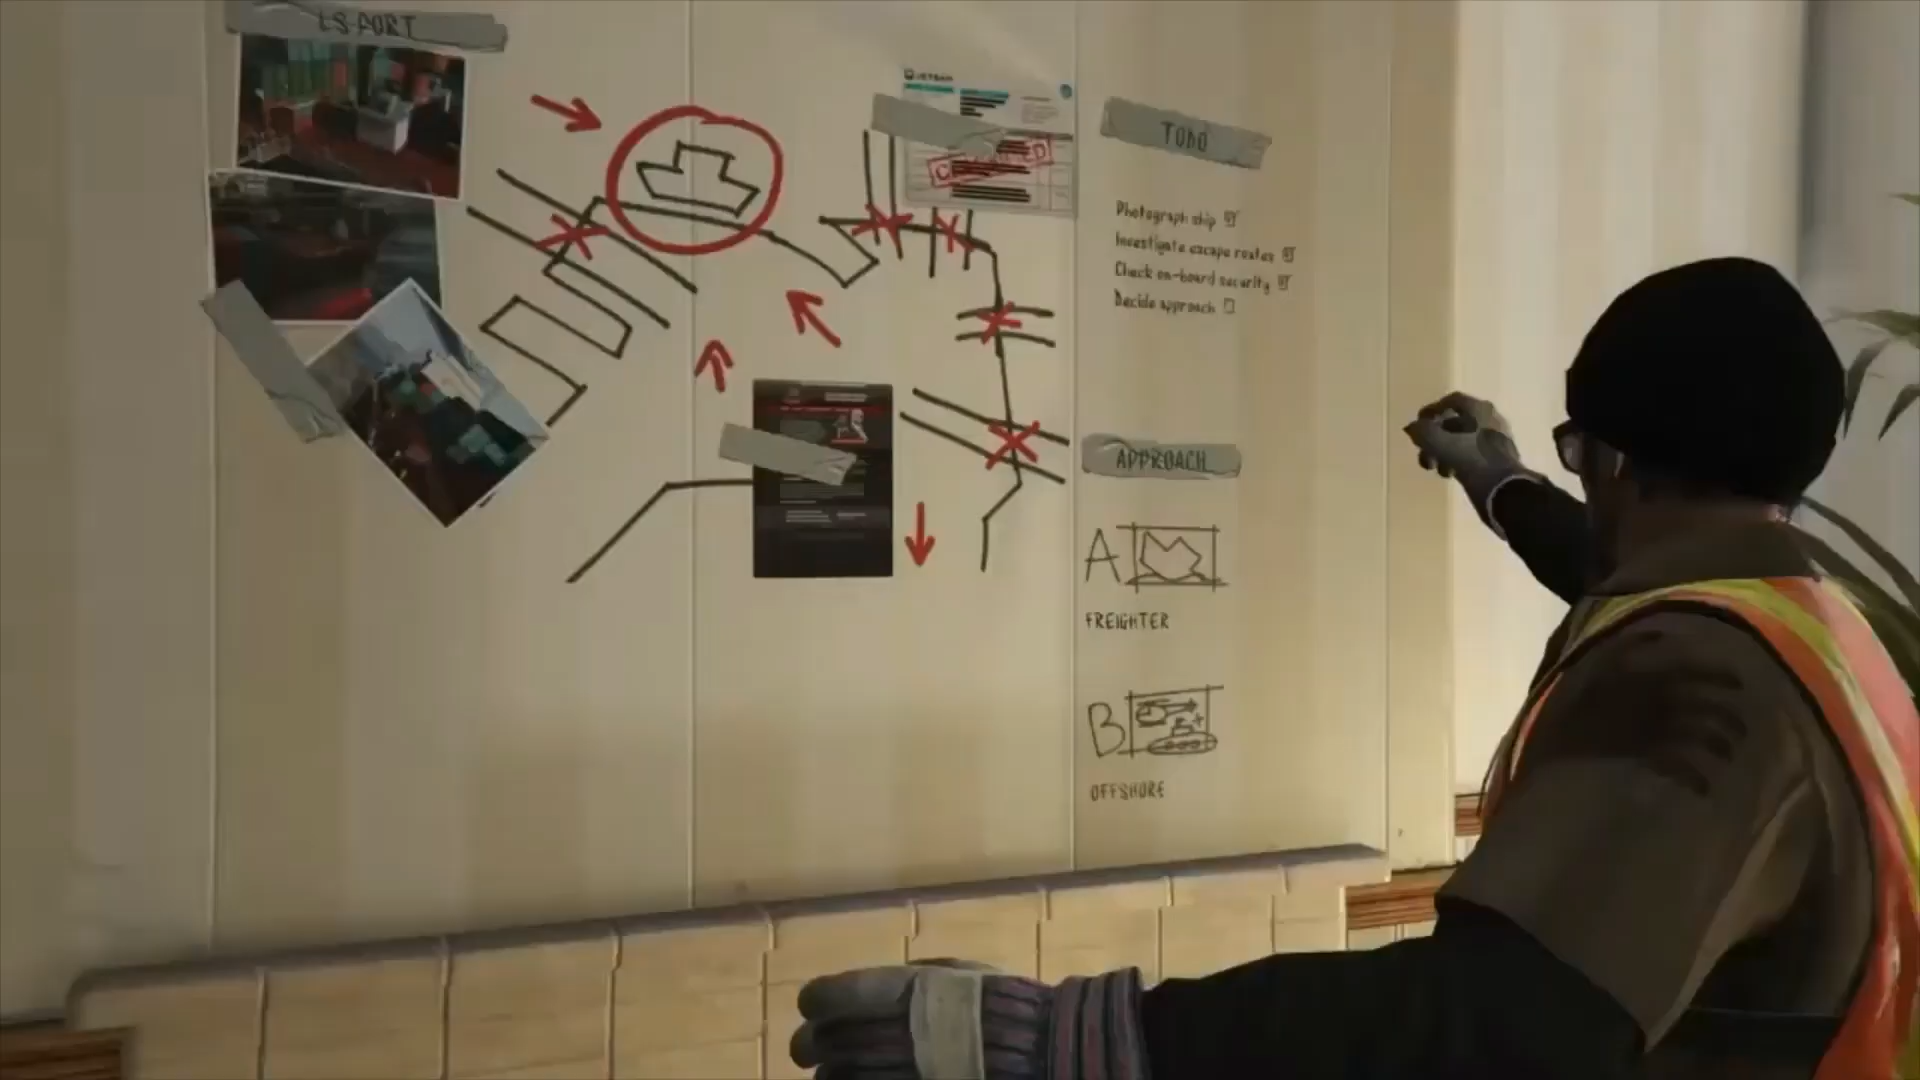 LS PORT
TODO
Photograph ship
Investigate escape routes
Check on-board security
Decide approach
APPROACH
A
FREIGHTER
B
OFFSHORE